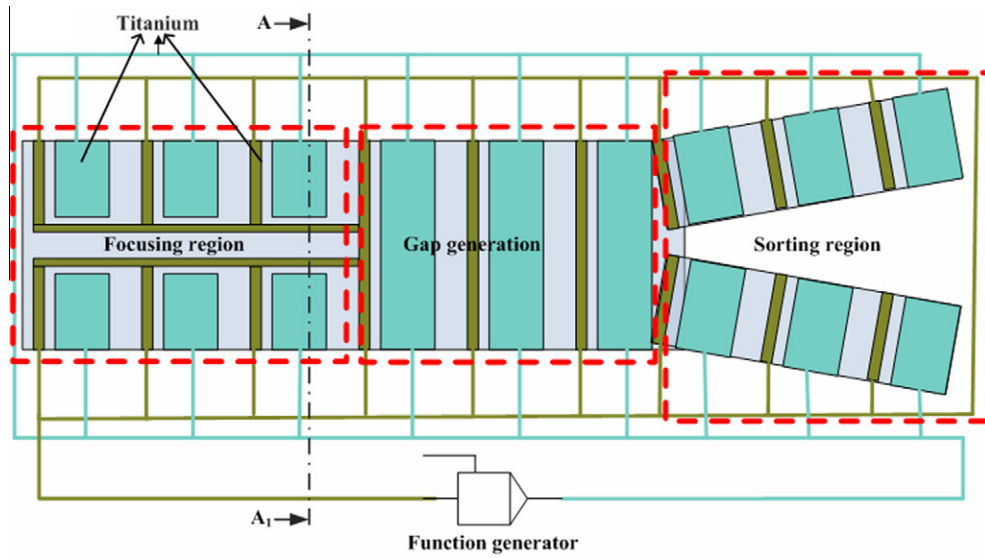 Titanium
A
Focusing region
Gap generation
Sorting region
A₁
Function generator